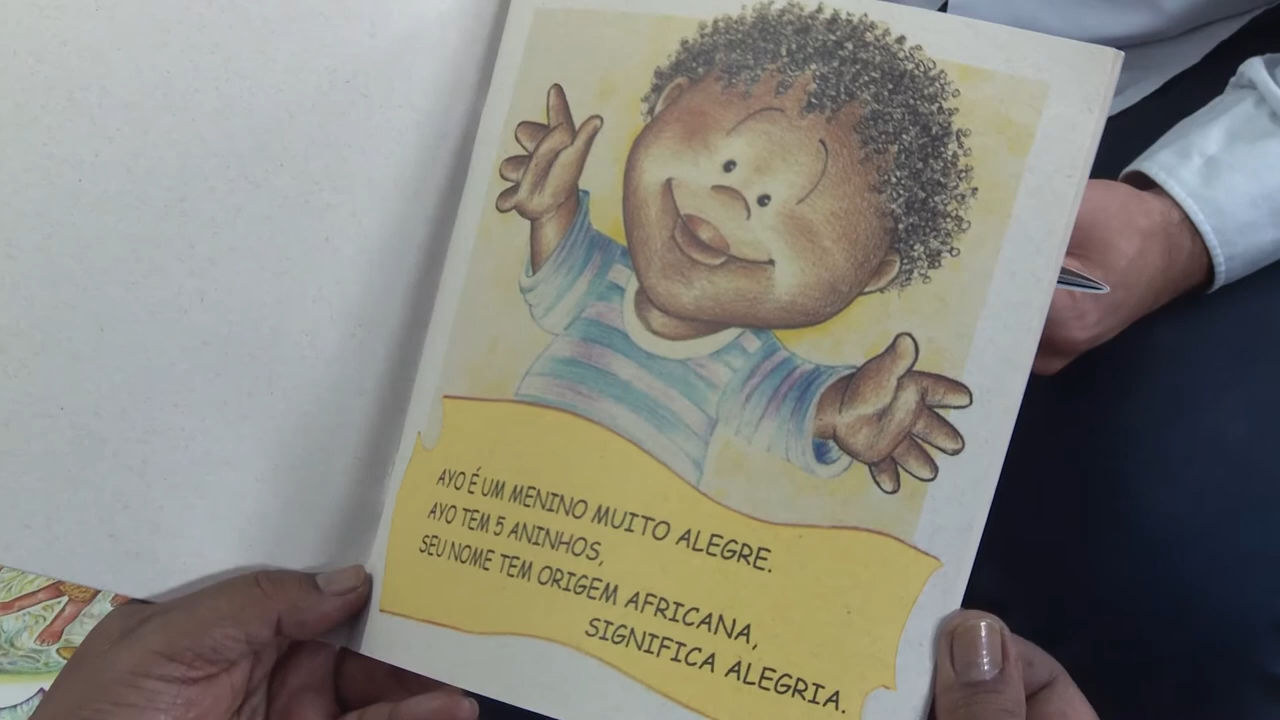 AYO É UM MENINO MUITO ALEGRE.
AYO TEM 5 ANINHOS,
SEU NOME TEM ORIGEM AFRICANA,
SIGNIFICA ALEGRIA.